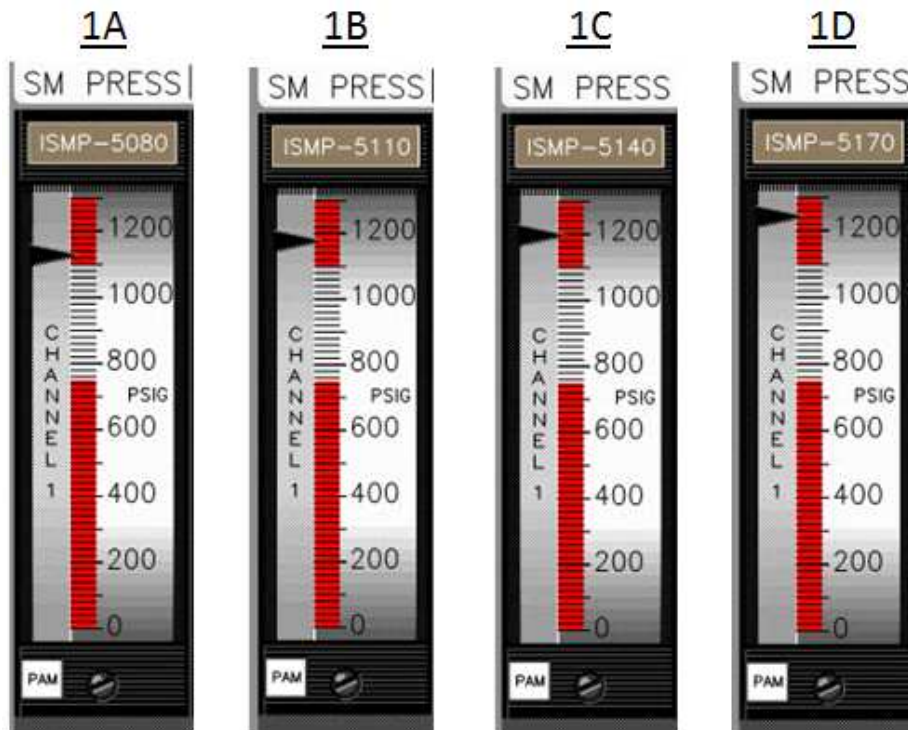 1A
SM PRESS
ISMP-5080
1200
1000
800
PSIG
600
400
200
0
CHANNEL 1
PAM
1B
SM PRESS
ISMP-5110
1200
1000
800
PSIG
600
400
200
0
CHANNEL 1
PAM
1C
SM PRESS
ISMP-5140
1200
1000
800
PSIG
600
400
200
0
CHANNEL 1
PAM
1D
SM PRESS
ISMP-5170
1200
1000
800
PSIG
600
400
200
0
CHANNEL 1
PAM